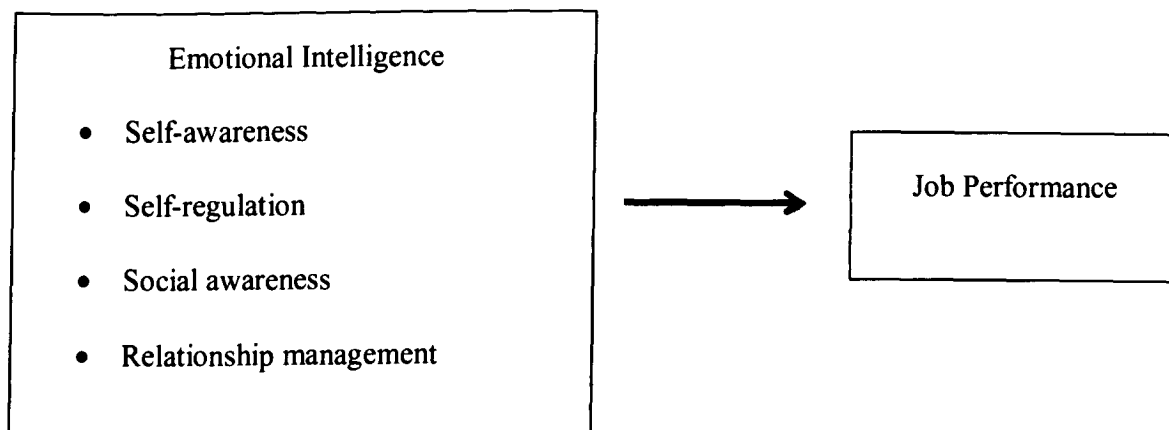 Emotional Intelligence
• Self-awareness
• Self-regulation
• Social awareness
• Relationship management
Job Performance